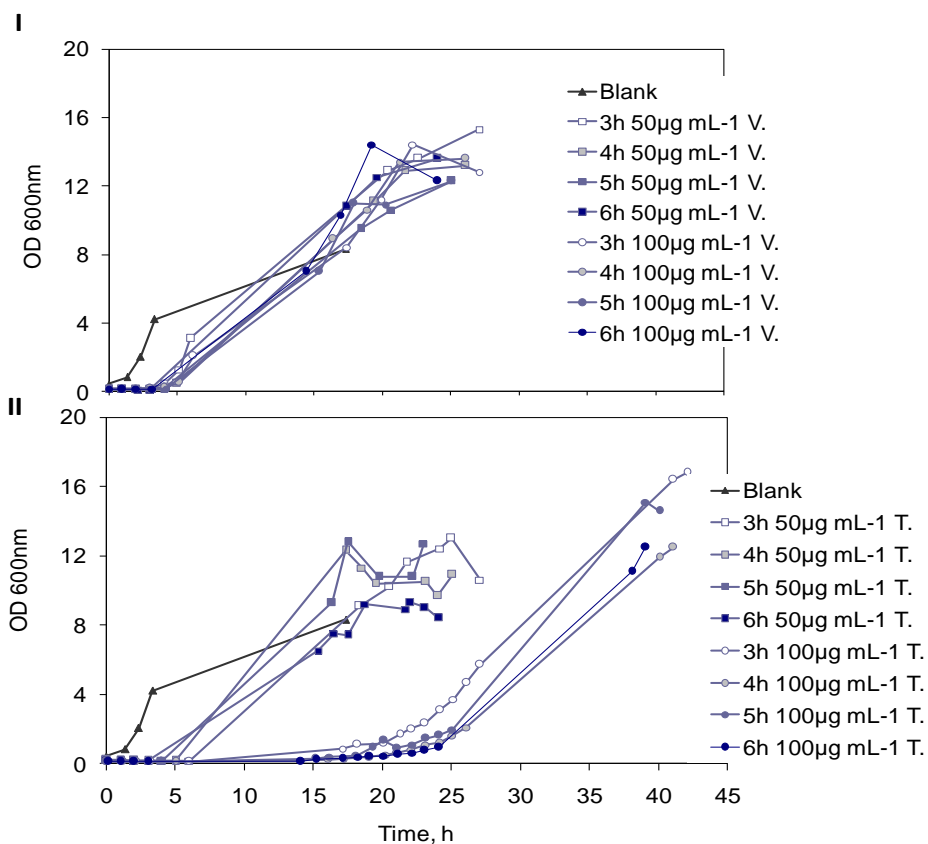 I
20
16
12
8
4
0
OD 600nm
Blank
3h 50µg mL-1 V.
4h 50µg mL-1 V.
5h 50µg mL-1 V.
6h 50µg mL-1 V.
3h 100µg mL-1 V.
4h 100µg mL-1 V.
5h 100µg mL-1 V.
6h 100µg mL-1 V.
II
20
16
12
8
4
0
OD 600nm
Blank
3h 50µg mL-1 T.
4h 50µg mL-1 T.
5h 50µg mL-1 T.
6h 50µg mL-1 T.
3h 100µg mL-1 T.
4h 100µg mL-1 T.
5h 100µg mL-1 T.
6h 100µg mL-1 T.
0 5 10 15 20 25 30 35 40 45
Time, h